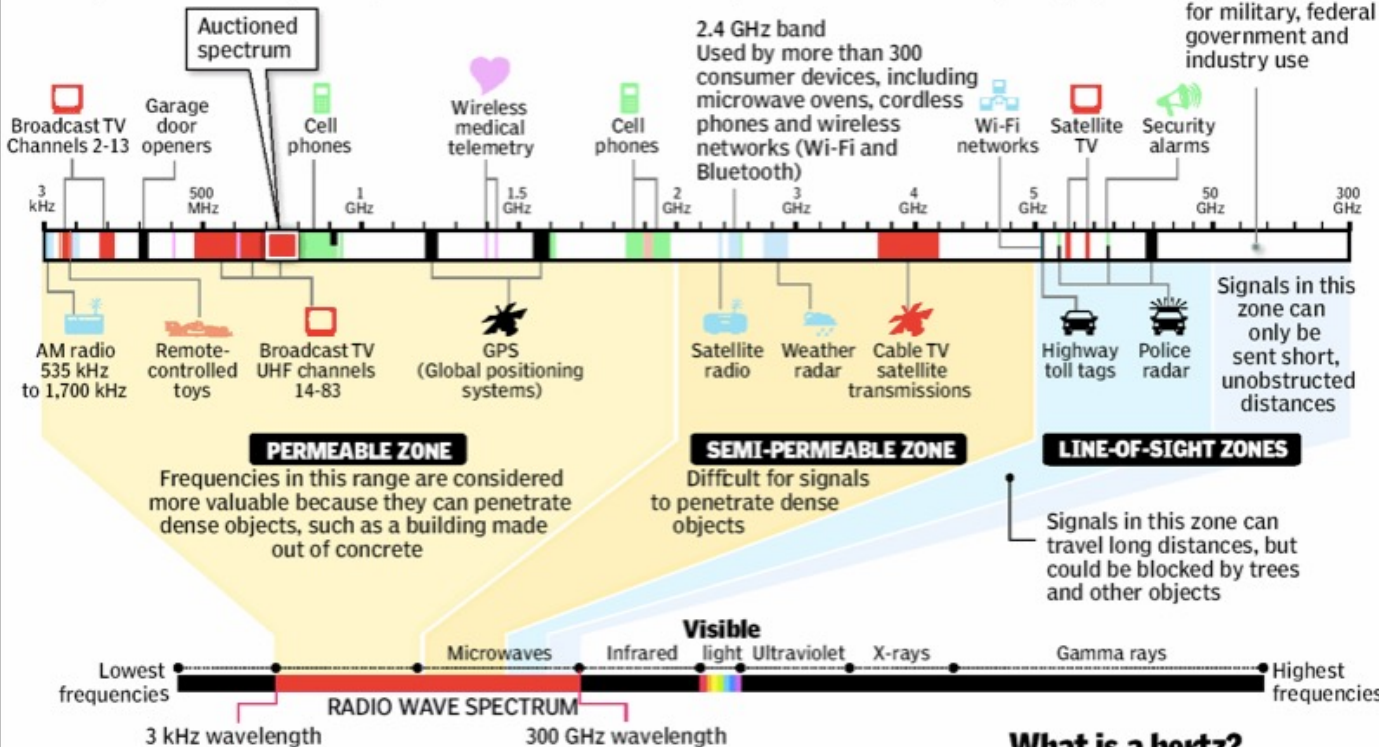 Auctioned
spectrum
2.4 GHz band
Used by more than 300
consumer devices, including
microwave ovens, cordless
phones and wireless
networks (Wi-Fi and
Bluetooth)
for military, federal
government and
industry use
Broadcast TV
Channels 2-13
Garage
door
openers
Cell
phones
Wireless
medical
telemetry
Cell
phones
Wi-Fi
networks
Satellite
TV
Security
alarms
3
kHz
500
MHz
1
GHz
1.5
GHz
2
GHz
3
GHz
4
GHz
5
GHz
50
GHz
300
GHz
AM radio
535 kHz
to 1,700 kHz
Remote-
controlled
toys
Broadcast TV
UHF channels
14-83
GPS
(Global positioning
systems)
Satellite
radio
Weather
radar
Cable TV
satellite
transmissions
Highway
toll tags
Police
radar
Signals in this
zone can
only be
sent short,
unobstructed
distances
PERMEABLE ZONE
Frequencies in this range are considered
more valuable because they can penetrate
dense objects, such as a building made
out of concrete
SEMI-PERMEABLE ZONE
Difficult for signals
to penetrate dense
objects
LINE-OF-SIGHT ZONES
Signals in this zone can
travel long distances, but
could be blocked by trees
and other objects
Lowest
frequencies
Microwaves
Infrared
Visible
light
Ultraviolet
X-rays
Gamma rays
Highest
frequencies
RADIO WAVE SPECTRUM
3 kHz wavelength
300 GHz wavelength
What is a hertz?